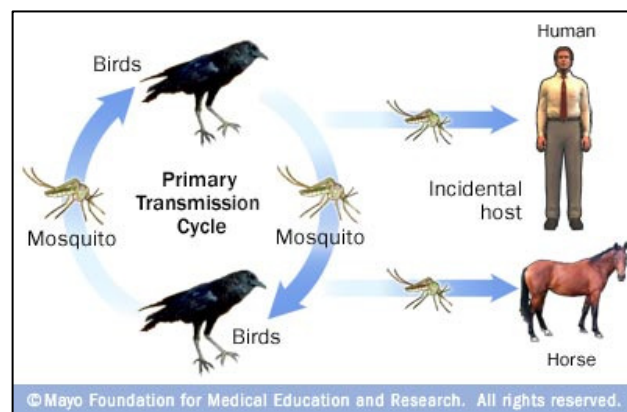 Human
Birds
Primary
Transmission
Cycle
Incidental
host
Mosquito
Mosquito
Birds
Horse
©Mayo Foundation for Medical Education and Research. All rights reserved.